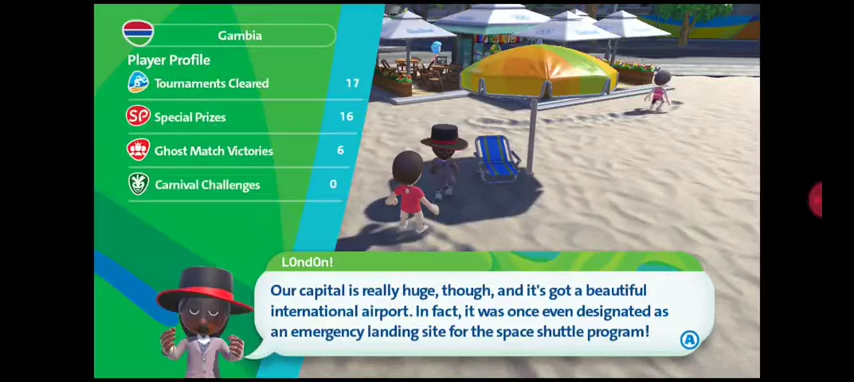 Gambia
Player Profile
Tournaments Cleared 17
SP Special Prizes 16
Ghost Match Victories 6
Carnival Challenges 0
L0nd0n!
Our capital is really huge, though, and it's got a beautiful
international airport. In fact, it was once even designated as
an emergency landing site for the space shuttle program!
A